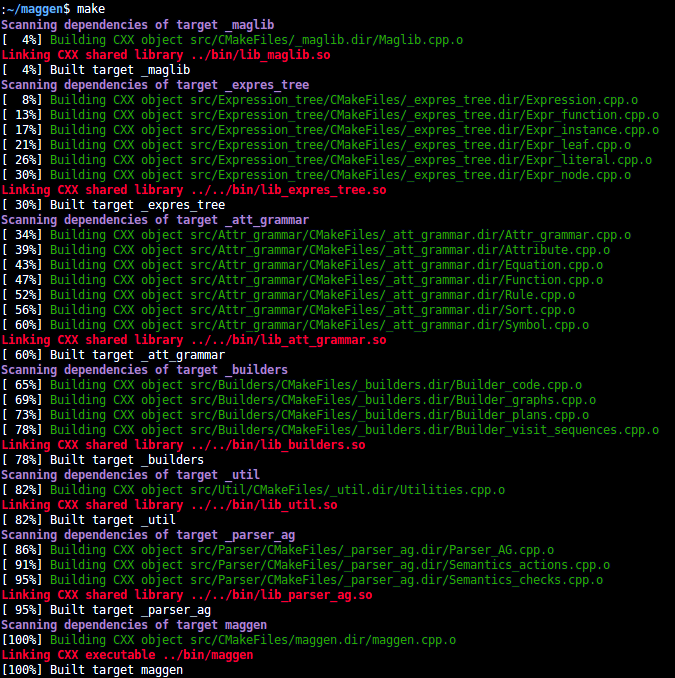 :~/maggen$ make
Scanning dependencies of target _maglib
[  4%] Building CXX object src/CMakeFiles/_maglib.dir/Maglib.cpp.o
Linking CXX shared library ../bin/lib_maglib.so
[  4%] Built target _maglib
Scanning dependencies of target _expres_tree
[  8%] Building CXX object src/Expression_tree/CMakeFiles/_expres_tree.dir/Expression.cpp.o
[ 13%] Building CXX object src/Expression_tree/CMakeFiles/_expres_tree.dir/Expr_function.cpp.o
[ 17%] Building CXX object src/Expression_tree/CMakeFiles/_expres_tree.dir/Expr_instance.cpp.o
[ 21%] Building CXX object src/Expression_tree/CMakeFiles/_expres_tree.dir/Expr_leaf.cpp.o
[ 26%] Building CXX object src/Expression_tree/CMakeFiles/_expres_tree.dir/Expr_literal.cpp.o
[ 30%] Building CXX object src/Expression_tree/CMakeFiles/_expres_tree.dir/Expr_node.cpp.o
Linking CXX shared library ../../bin/lib_expres_tree.so
[ 30%] Built target _expres_tree
Scanning dependencies of target _att_grammar
[ 34%] Building CXX object src/Attr_grammar/CMakeFiles/_att_grammar.dir/Attr_grammar.cpp.o
[ 39%] Building CXX object src/Attr_grammar/CMakeFiles/_att_grammar.dir/Attribute.cpp.o
[ 43%] Building CXX object src/Attr_grammar/CMakeFiles/_att_grammar.dir/Equation.cpp.o
[ 47%] Building CXX object src/Attr_grammar/CMakeFiles/_att_grammar.dir/Function.cpp.o
[ 52%] Building CXX object src/Attr_grammar/CMakeFiles/_att_grammar.dir/Rule.cpp.o
[ 56%] Building CXX object src/Attr_grammar/CMakeFiles/_att_grammar.dir/Sort.cpp.o
[ 60%] Building CXX object src/Attr_grammar/CMakeFiles/_att_grammar.dir/Symbol.cpp.o
Linking CXX shared library ../../bin/lib_att_grammar.so
[ 60%] Built target _att_grammar
Scanning dependencies of target _builders
[ 65%] Building CXX object src/Builders/CMakeFiles/_builders.dir/Builder_code.cpp.o
[ 69%] Building CXX object src/Builders/CMakeFiles/_builders.dir/Builder_graphs.cpp.o
[ 73%] Building CXX object src/Builders/CMakeFiles/_builders.dir/Builder_plans.cpp.o
[ 78%] Building CXX object src/Builders/CMakeFiles/_builders.dir/Builder_visit_sequences.cpp.o
Linking CXX shared library ../../bin/lib_builders.so
[ 78%] Built target _builders
Scanning dependencies of target _util
[ 82%] Building CXX object src/Util/CMakeFiles/_util.dir/Utilities.cpp.o
Linking CXX shared library ../../bin/lib_util.so
[ 82%] Built target _util
Scanning dependencies of target _parser_ag
[ 86%] Building CXX object src/Parser/CMakeFiles/_parser_ag.dir/Parser_AG.cpp.o
[ 91%] Building CXX object src/Parser/CMakeFiles/_parser_ag.dir/Semantics_actions.cpp.o
[ 95%] Building CXX object src/Parser/CMakeFiles/_parser_ag.dir/Semantics_checks.cpp.o
Linking CXX shared library ../../bin/lib_parser_ag.so
[ 95%] Built target _parser_ag
Scanning dependencies of target maggen
[100%] Building CXX object src/CMakeFiles/maggen.dir/maggen.cpp.o
Linking CXX executable ../bin/maggen
[100%] Built target maggen